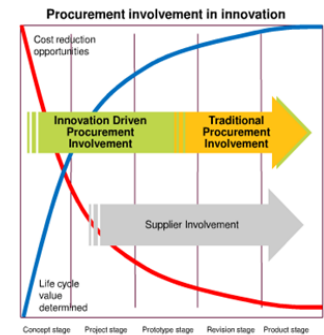 Procurement involvement in innovation
Cost reduction
opportunities
Innovation Driven
Procurement
Involvement
Traditional
Procurement
Involvement
Supplier Involvement
Life cycle
value
determined
Concept stage
Project stage
Prototype stage
Revision stage
Product stage